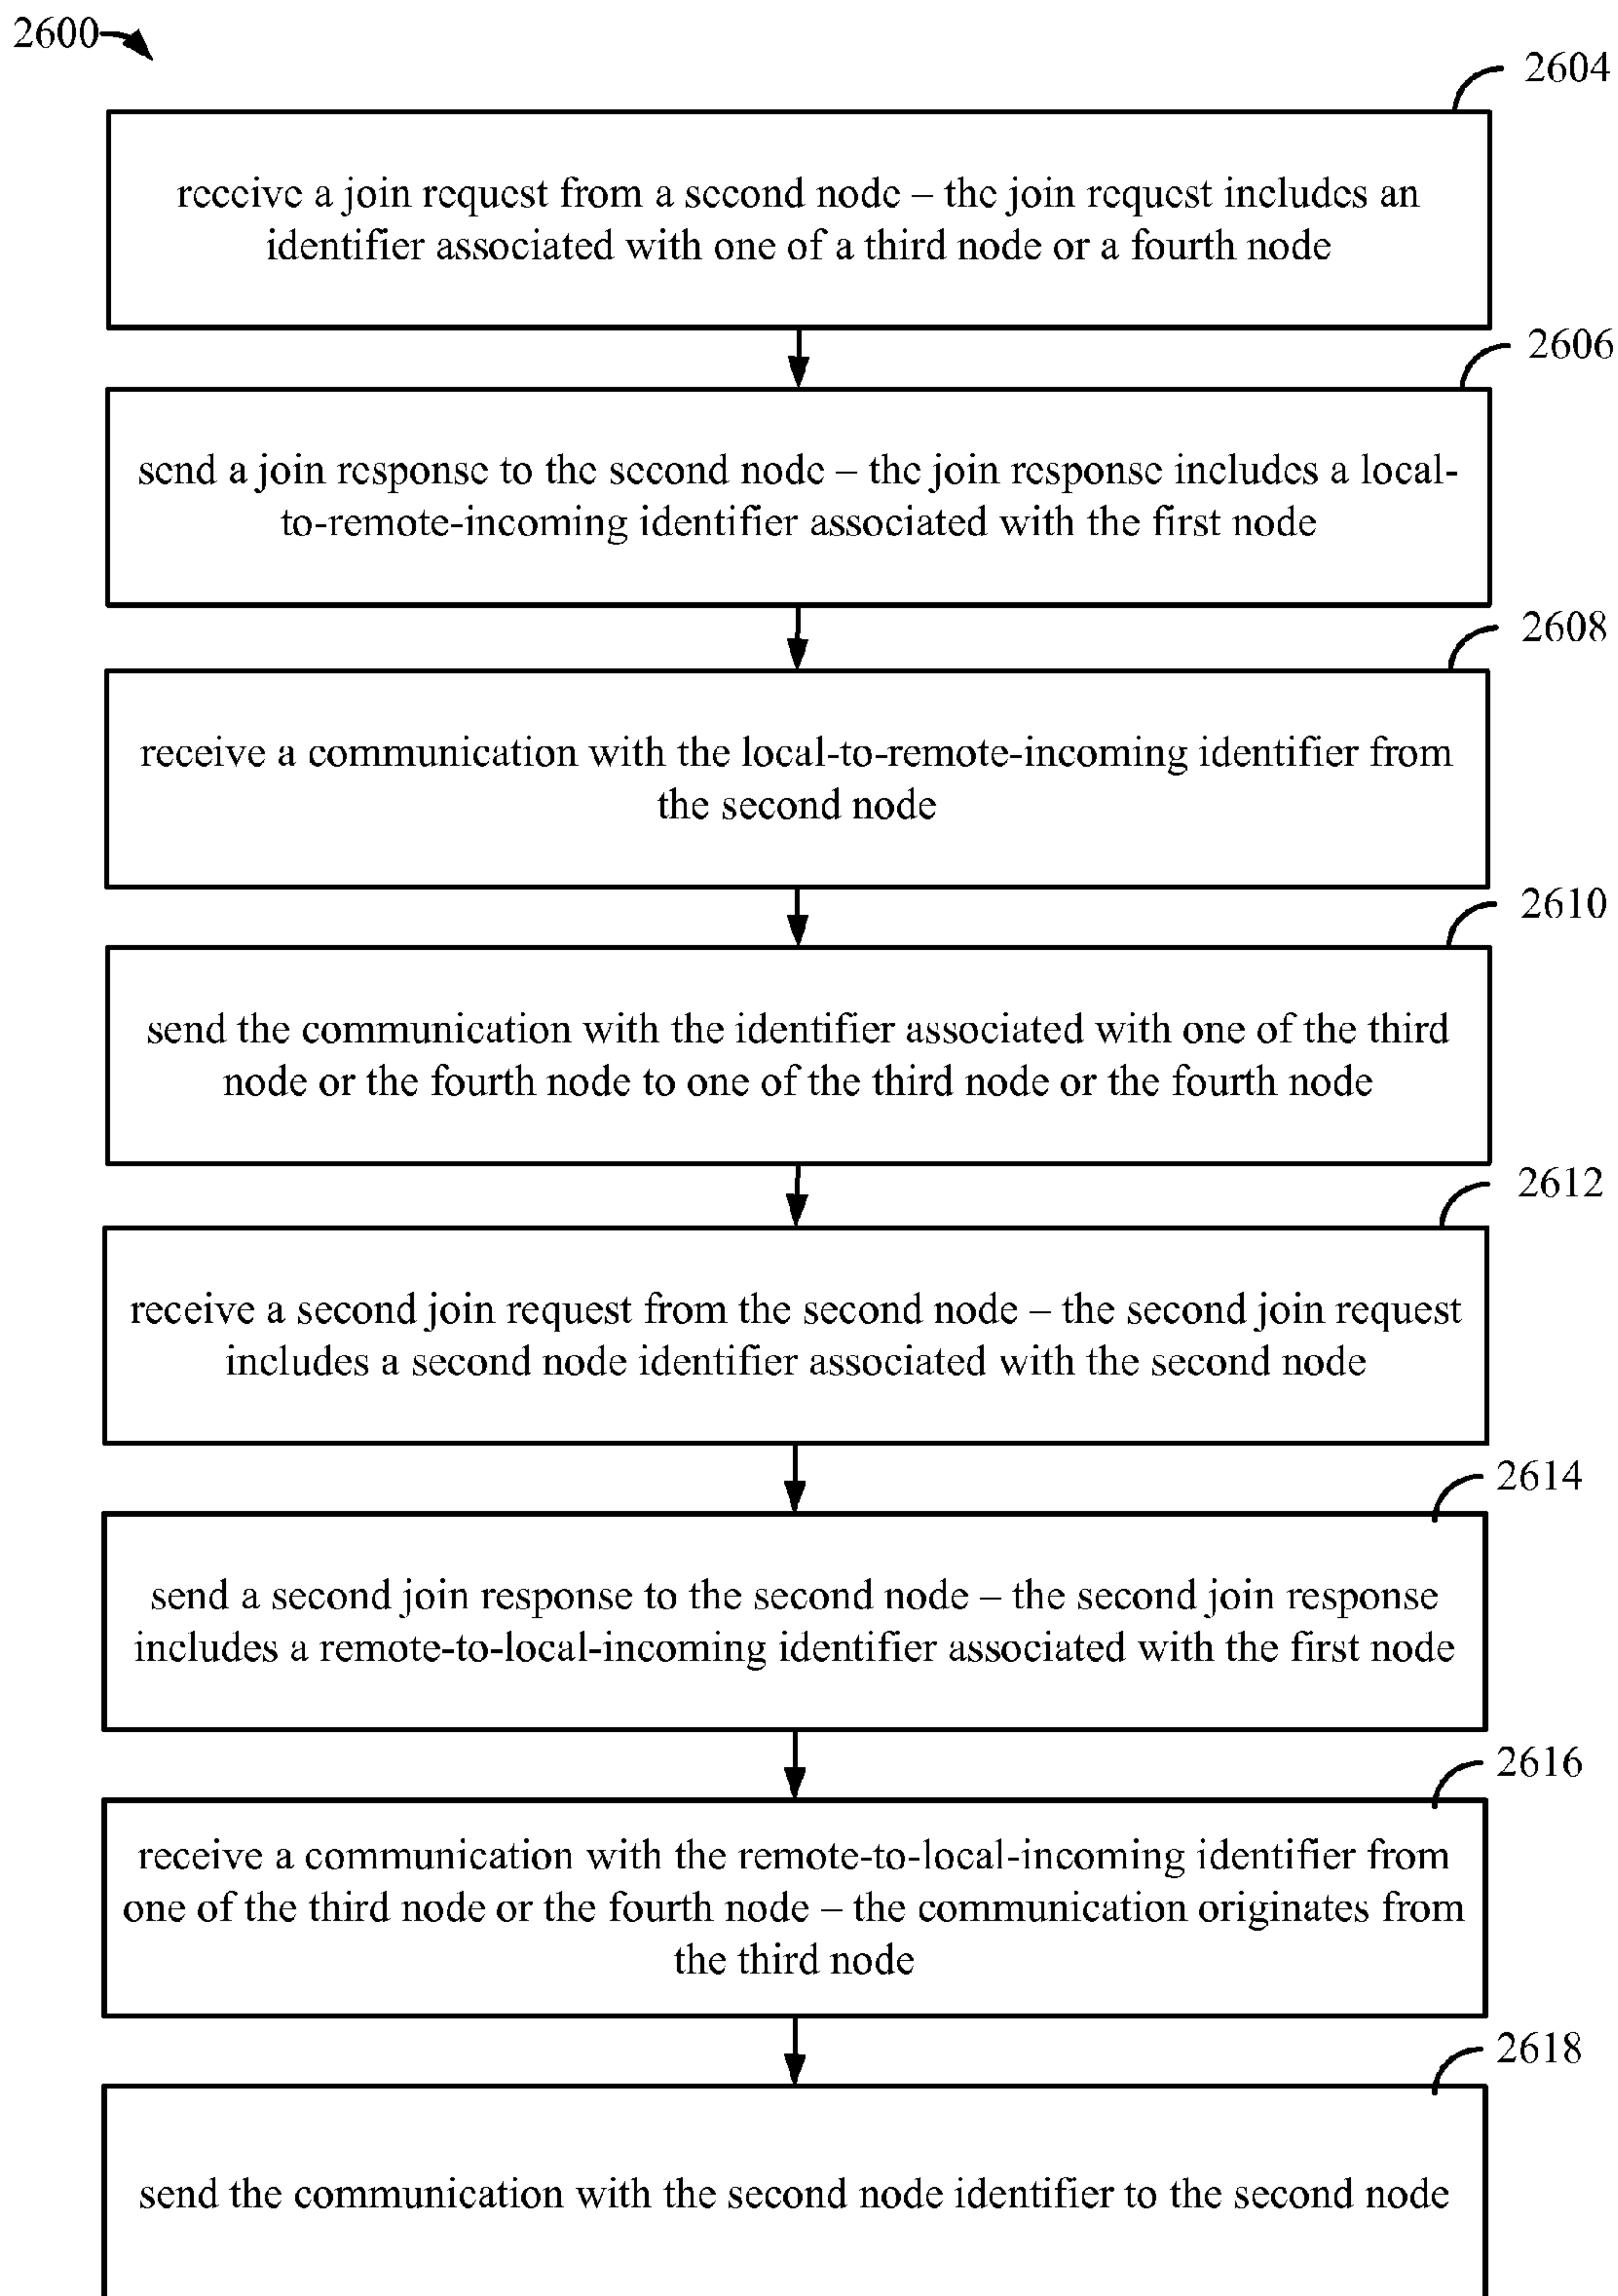 2600
2604
receive a join request from a second node – the join request includes an
identifier associated with one of a third node or a fourth node
2606
send a join response to the second node – the join response includes a local-
to-remote-incoming identifier associated with the first node
2608
receive a communication with the local-to-remote-incoming identifier from
the second node
2610
send the communication with the identifier associated with one of the third
node or the fourth node to one of the third node or the fourth node
2612
receive a second join request from the second node – the second join request
includes a second node identifier associated with the second node
2614
send a second join response to the second node – the second join response
includes a remote-to-local-incoming identifier associated with the first node
2616
receive a communication with the remote-to-local-incoming identifier from
one of the third node or the fourth node – the communication originates from
the third node
2618
send the communication with the second node identifier to the second node